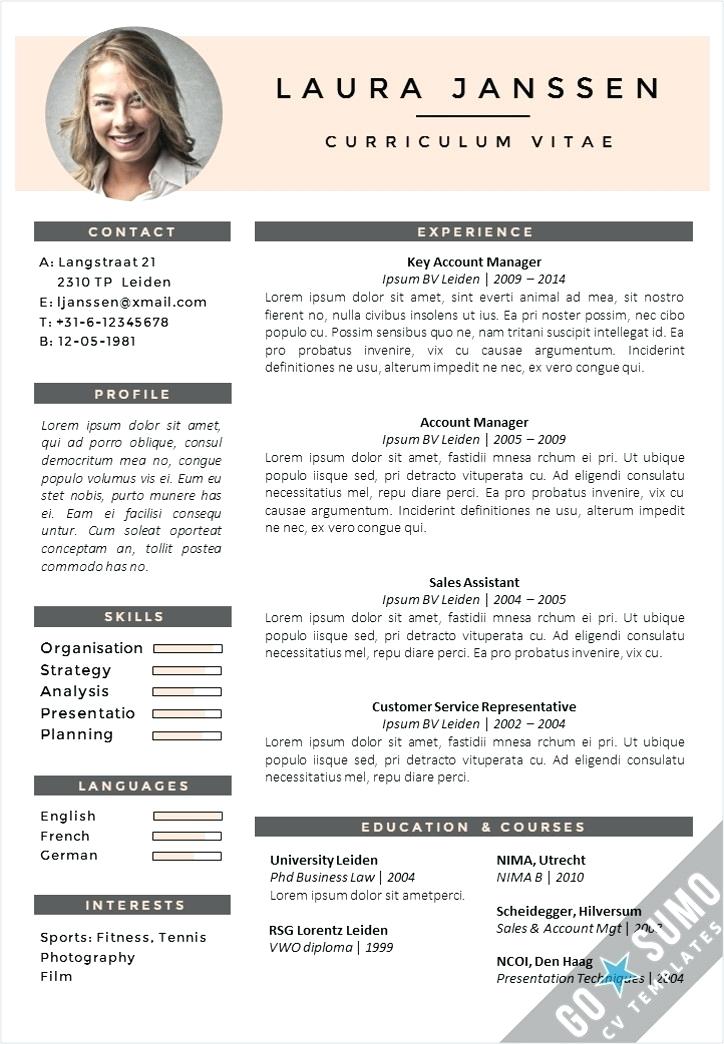 LAURA JANSSEN
CURRICULUM VITAE
CONTACT
A: Langstraat 21
2310 TP Leiden
E: ljanssen@xmail.com
T: +31-6-12345678
B: 12-05-1981
PROFILE
Lorem ipsum dolor sit amet,
qui ad porro oblique, consul
democritum mea no, congue
populo volumus vis ei. Eum eu
stet nobis, purto munere has
ei. Eam ei facilisi consequ
untur. Cum soleat oporteat
conceptam an, tollit postea
commodo has no.
SKILLS
Organisation
Strategy
Analysis
Presentatio
Planning
LANGUAGES
English
French
German
INTERESTS
Sports: Fitness, Tennis
Photography
Film
EXPERIENCE
Key Account Manager
Ipsum BV Leiden | 2009 – 2014
Lorem ipsum dolor sit amet, sint everti animal ad mea, sit nostro
fierent no, nulla civibus insolens ut ius. Ea pri noster possim, nec cibo
populo cu. Possim sensibus quo ne, nam tritani suscipit intellegat id. Ea
pro probatus invenire, vix cu causae argumentum. Inciderint
definitiones ne usu, alterum impedit ne nec, ex vero congue qui.
Account Manager
Ipsum BV Leiden | 2005 – 2009
Lorem ipsum dolor sit amet, fastidii mnesa rchum ei pri. Ut ubique
populo iisque sed, pri detracto vituperata cu. Ad eligendi consulatu
necessitatius mel, repu diare perci. Ea pro probatus invenire, vix cu
causae argumentum. Inciderint definitiones ne usu, alterum impedit
ne nec, ex vero congue qui.
Sales Assistant
Ipsum BV Leiden | 2004 – 2005
Lorem ipsum dolor sit amet, fastidii mnesa rchum ei pri. Ut ubique
populo iisque sed, pri detracto vituperata cu. Ad eligendi consulatu
necessitatius mel, repu diare perci. Ea pro probatus invenire, vix cu.
Customer Service Representative
Ipsum BV Leiden | 2002 – 2004
Lorem ipsum dolor sit amet, fastidii mnesa rchum ei pri. Ut ubique
populo iisque sed, pri detracto vituperata cu. Ad eligendi consulatu
necessitatius mel, repu diare perci.
EDUCATION & COURSES
University Leiden
Phd Business Law | 2004
Lorem ipsum dolor sit ametperci.
RSG Lorentz Leiden
VWO diploma | 1999
NIMA, Utrecht
NIMA B | 2010
Scheidegger, Hilversum
Sales & Account Mgt |
NCOI, Den Haag
Presentation Techniques | 2004
GO SUMO
CV TEMPLATES